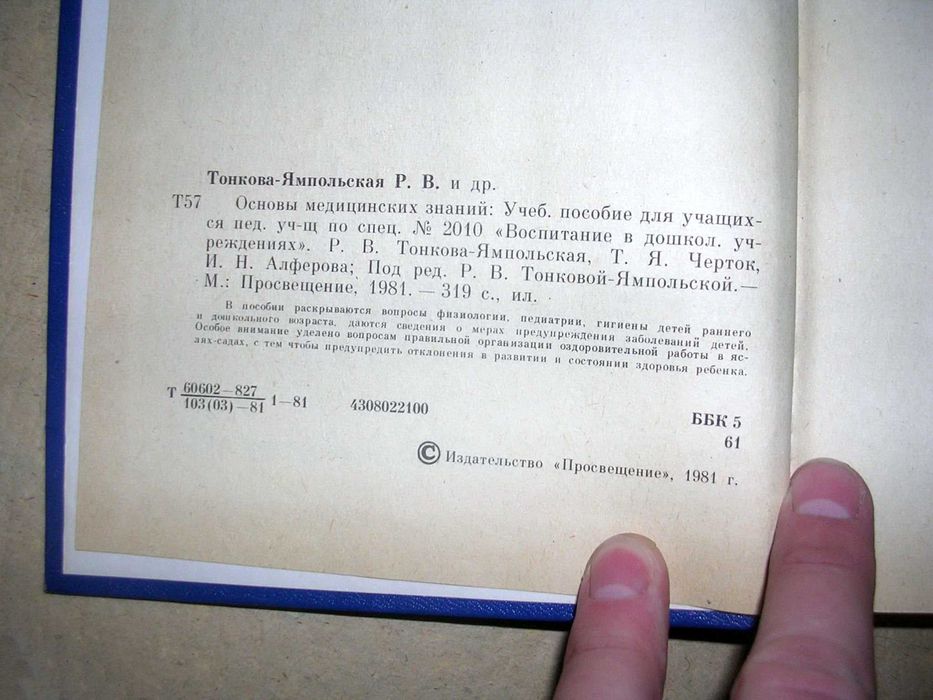 Тонкова-Ямпольская Р. В. и др.
Т57 Основы медицинских знаний: Учеб. пособие для учащих-
ся пед. уч-щ по спец. № 2010 «Воспитание в дошкол. уч-
реждениях». Р. В. Тонкова-Ямпольская, Т. Я. Черток,
И. Н. Алферова; Под ред. Р. В. Тонковой-Ямпольской.—
М.: Просвещение, 1981. — 319 с., ил.
В пособии раскрываются вопросы физиологии, педиатрии, гигиены детей раннего
и дошкольного возраста, даются сведения о мерах предупреждения заболеваний детей.
Особое внимание уделено вопросам правильной организации оздоровительной работы в яс-
лях-садах, с тем чтобы предупредить отклонения в развитии и состоянии здоровья ребенка.
Т 60602—827
103(03)—81 1—81 4308022100
ББК 5
61
© Издательство «Просвещение», 1981 г.